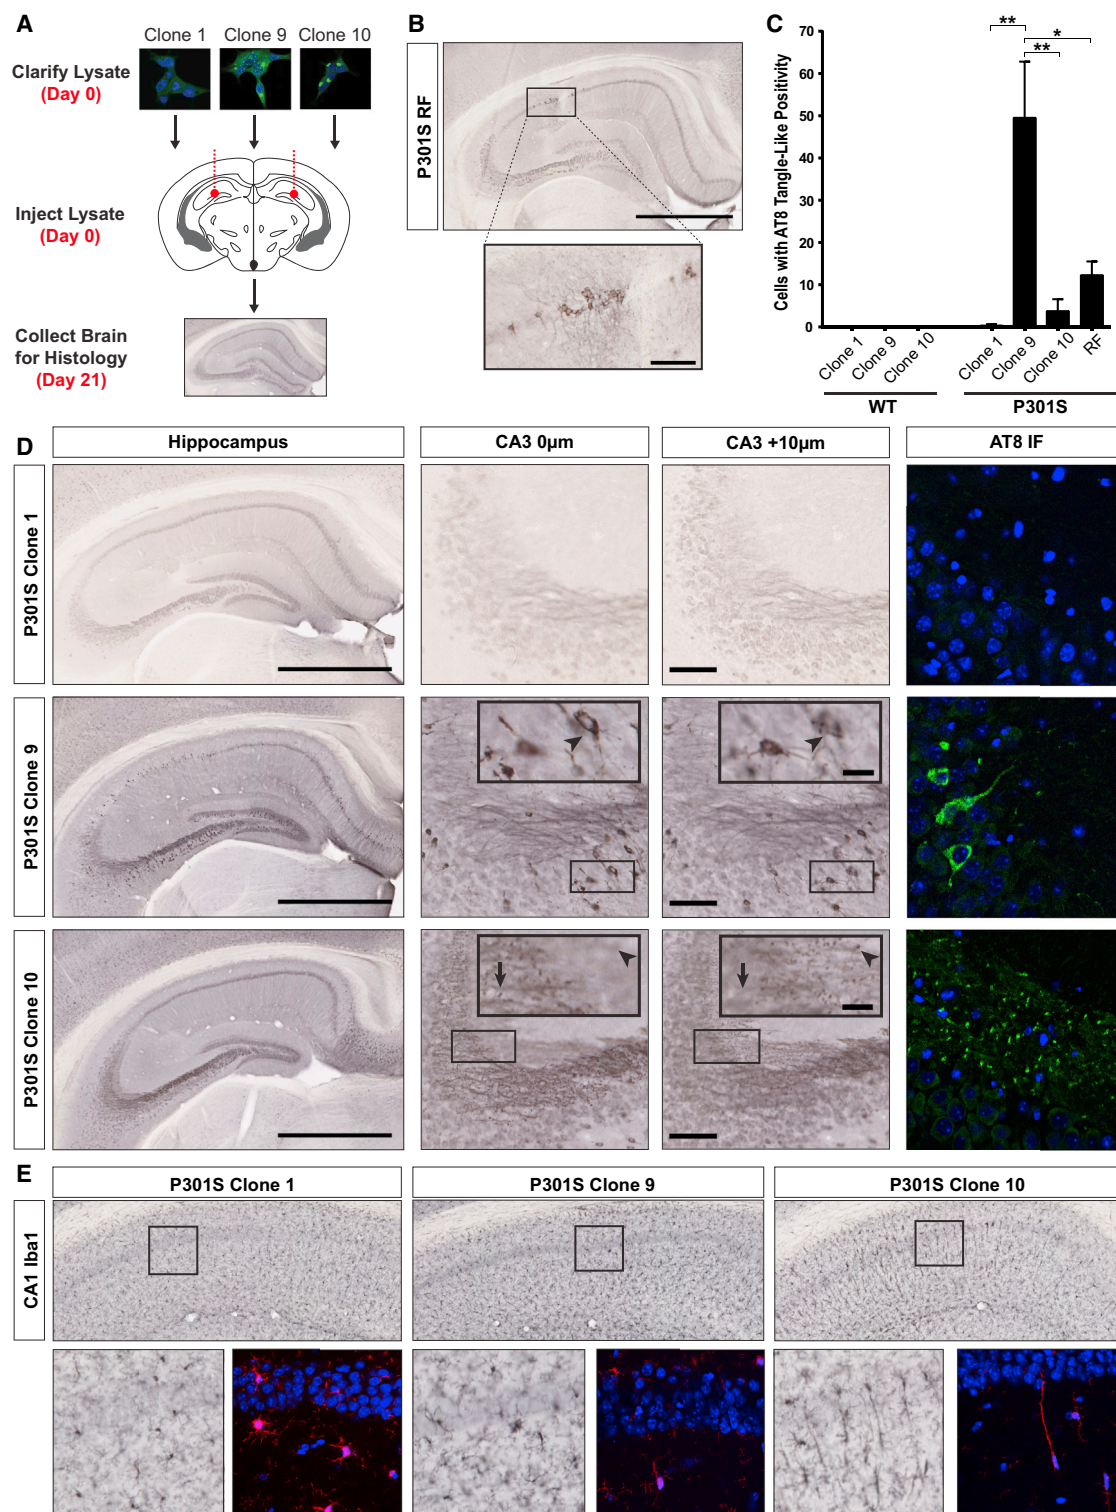 A
Clone 1 Clone 9 Clone 10
Clarify Lysate
(Day 0)
Inject Lysate
(Day 0)
Collect Brain
for Histology
(Day 21)
B
P301S RF
C
Cells with AT8 Tangle-Like Positivity
70
60
50
40
30
20
10
0
** * **
Clone 1 Clone 9 Clone 10 Clone 1 Clone 9 Clone 10 RF
WT P301S
D
Hippocampus CA3 0µm CA3 +10µm AT8 IF
P301S Clone 1
P301S Clone 9
P301S Clone 10
E
P301S Clone 1 P301S Clone 9 P301S Clone 10
CA1 Iba1